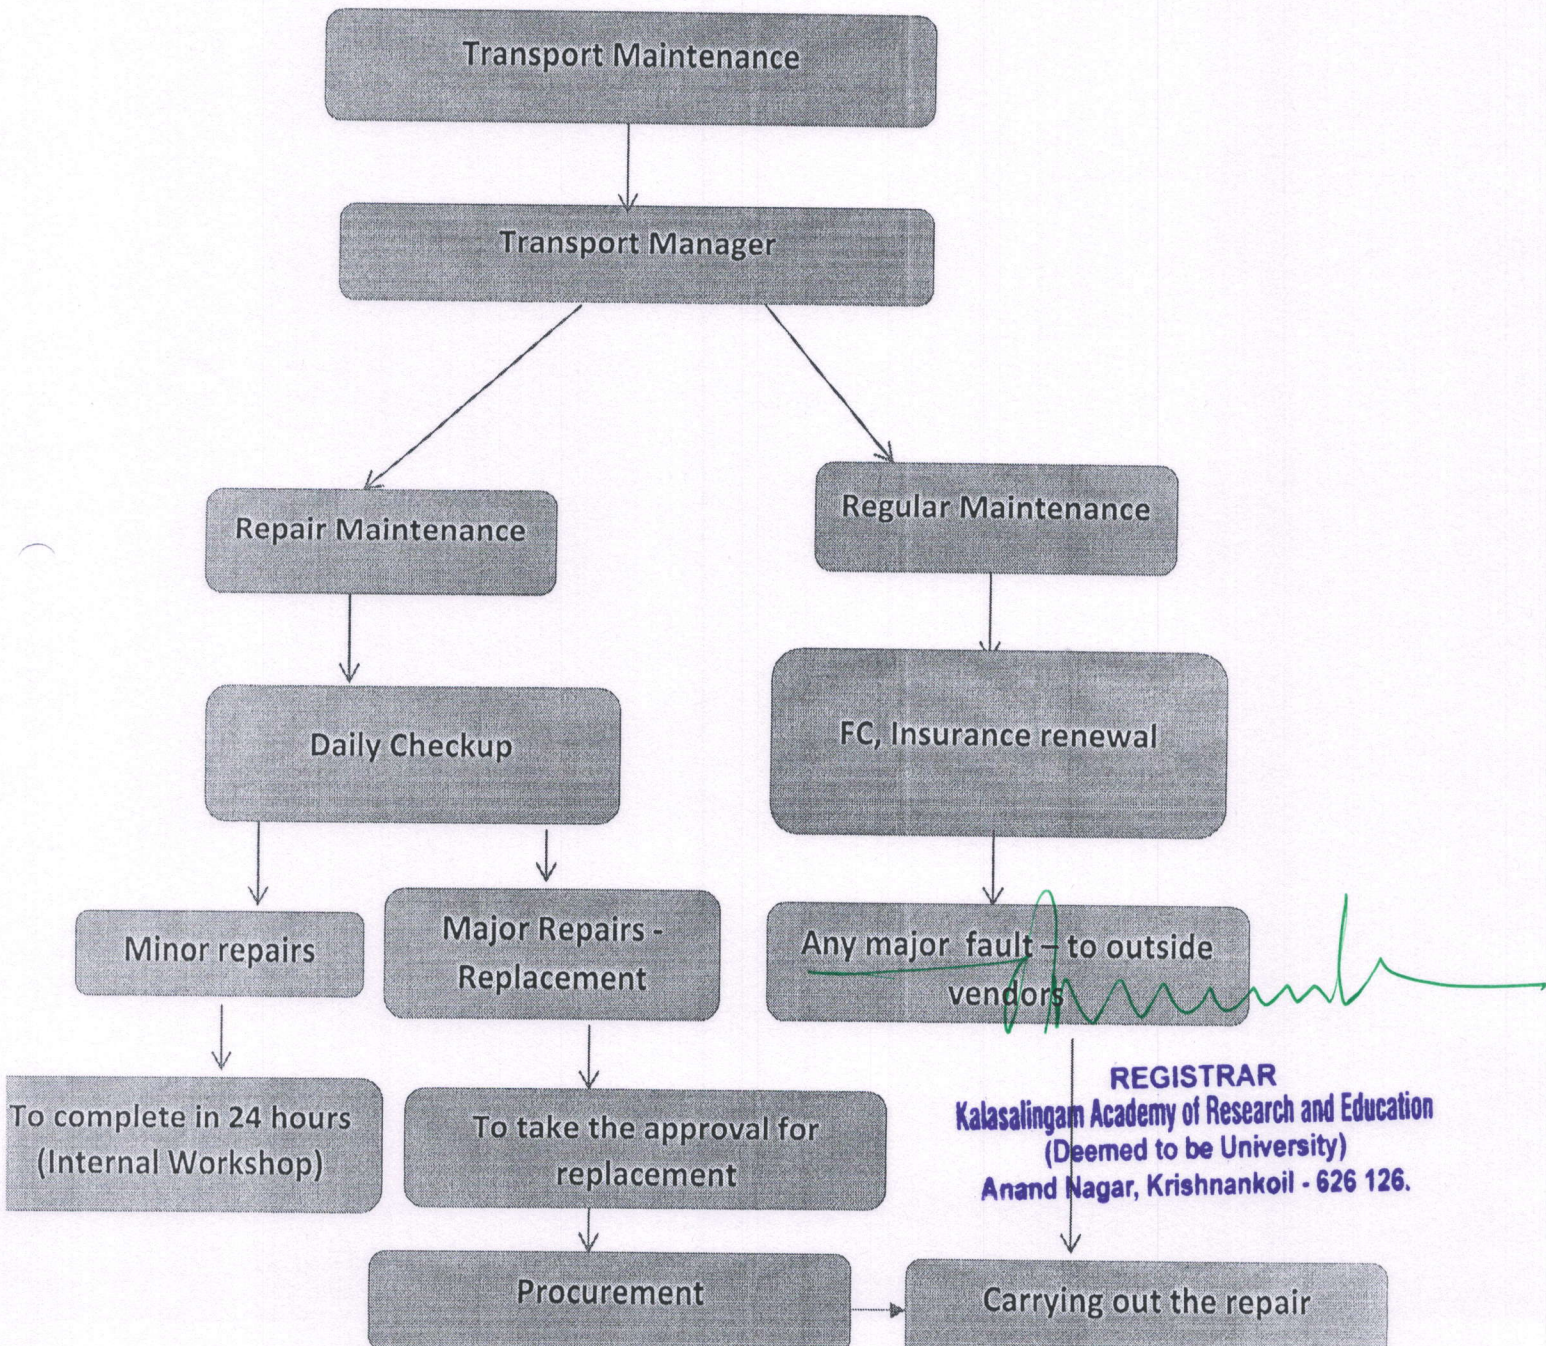 Transport Maintenance
Transport Manager
Repair Maintenance
Regular Maintenance
Daily Checkup
FC, Insurance renewal
Minor repairs
Major Repairs -
Replacement
Any major fault – to outside
vendors
To complete in 24 hours
(Internal Workshop)
To take the approval for
replacement
REGISTRAR
Kalasalingam Academy of Research and Education
(Deemed to be University)
Anand Nagar, Krishnankoil - 626 126.
Procurement
Carrying out the repair